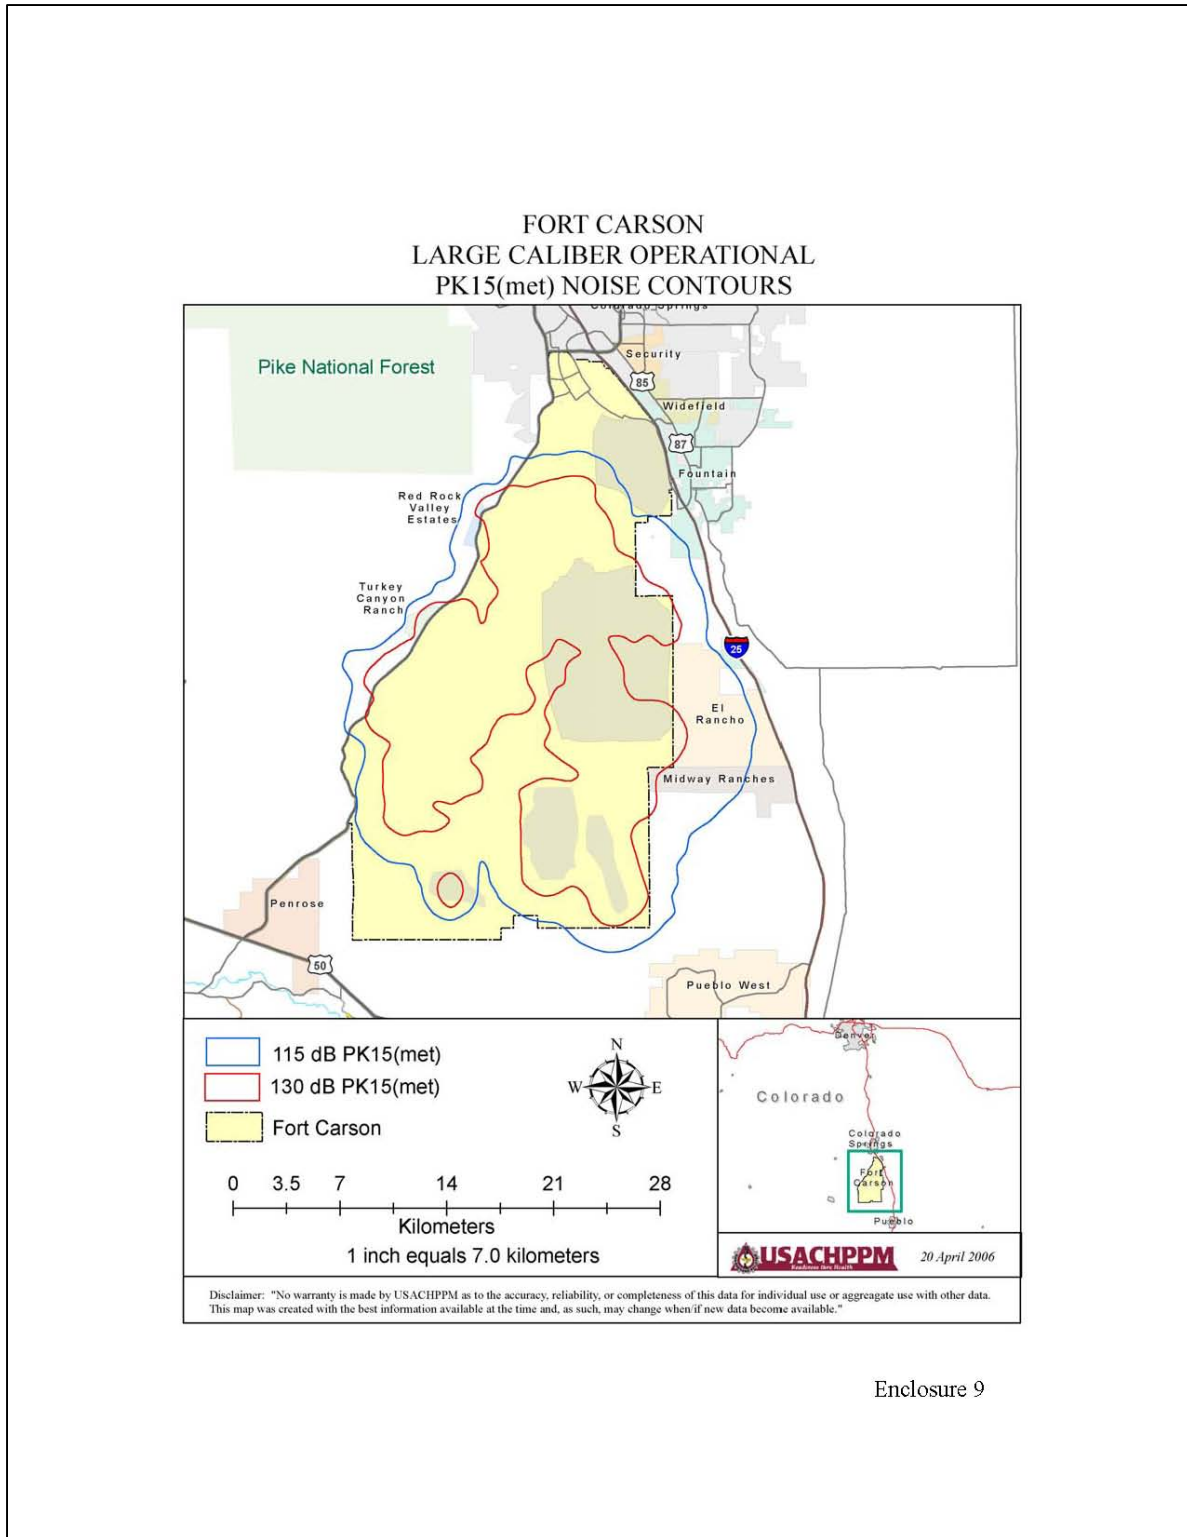 FORT CARSON
LARGE CALIBER OPERATIONAL
PK15(met) NOISE CONTOURS
Colorado Springs
Pike National Forest
Security
85
Widefield
87
Fountain
Red Rock
Valley
Estates
Turkey
Canyon
Ranch
25
El
Rancho
Midway Ranches
Penrose
50
Pueblo West
115 dB PK15(met)
130 dB PK15(met)
Fort Carson
N
W E
S
0 3.5 7 14 21 28
Kilometers
1 inch equals 7.0 kilometers
Denver
Colorado
Colorado
Springs
Fort
Carson
Pueblo
USACHPPM
Readiness thru Health
20 April 2006
Disclaimer: "No warranty is made by USACHPPM as to the accuracy, reliability, or completeness of this data for individual use or aggreagate use with other data.
This map was created with the best information available at the time and, as such, may change when/if new data become available."
Enclosure 9